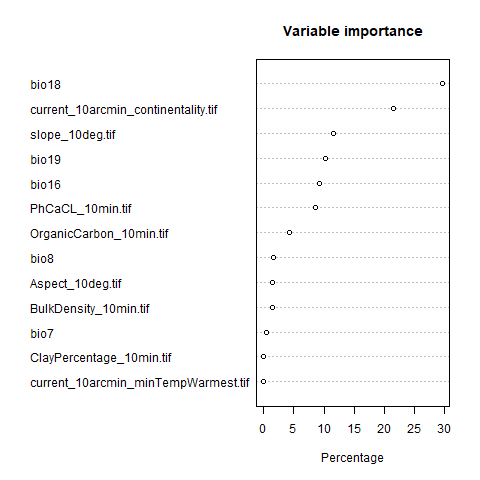 Variable importance
bio18
current_10arcmin_continentality.tif
slope_10deg.tif
bio19
bio16
PhCaCL_10min.tif
OrganicCarbon_10min.tif
bio8
Aspect_10deg.tif
BulkDensity_10min.tif
bio7
ClayPercentage_10min.tif
current_10arcmin_minTempWarmest.tif
0 5 10 15 20 25 30
Percentage